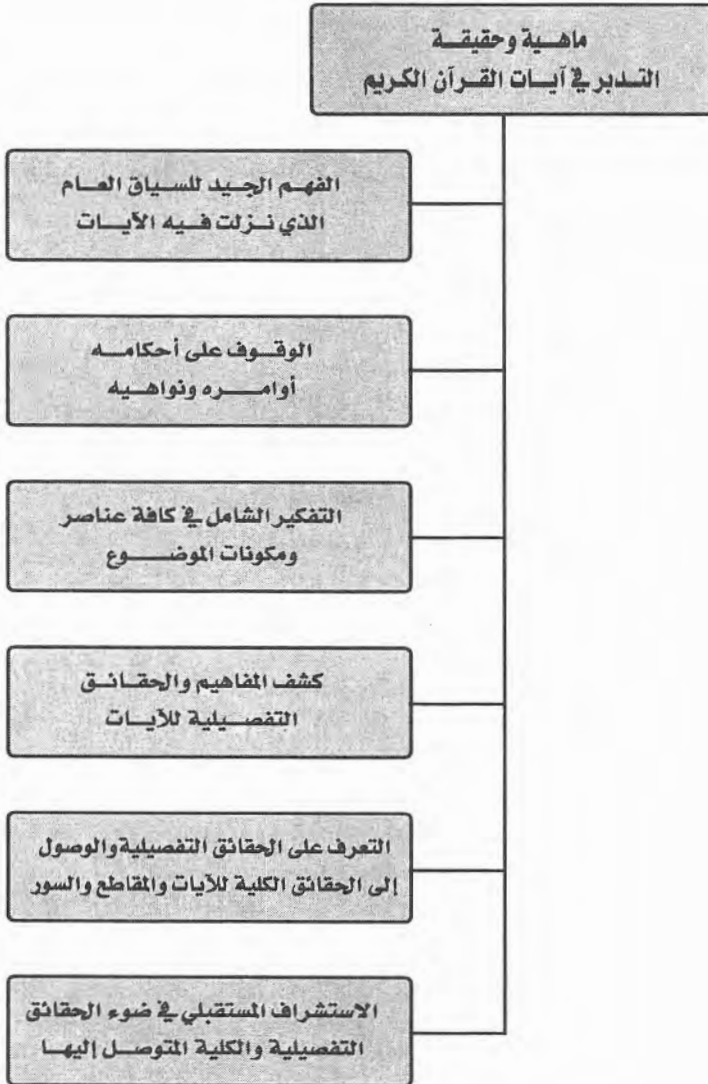 ماهية وحقيقة
التدبر في آيات القرآن الكريم
الفهم الجيد للسياق العام
الذي نزلت فيه الآيات
الوقوف على أحكامه
أوامره ونواهيه
التفكير الشامل في كافة عناصر
ومكونات الموضوع
كشف المفاهيم والحقائق
التفصيلية للآيات
التعرف على الحقائق التفصيلية والوصول
إلى الحقائق الكلية للآيات والمقاطع والسور
الاستشراف المستقبلي في ضوء الحقائق
التفصيلية والكلية المتوصل إليها